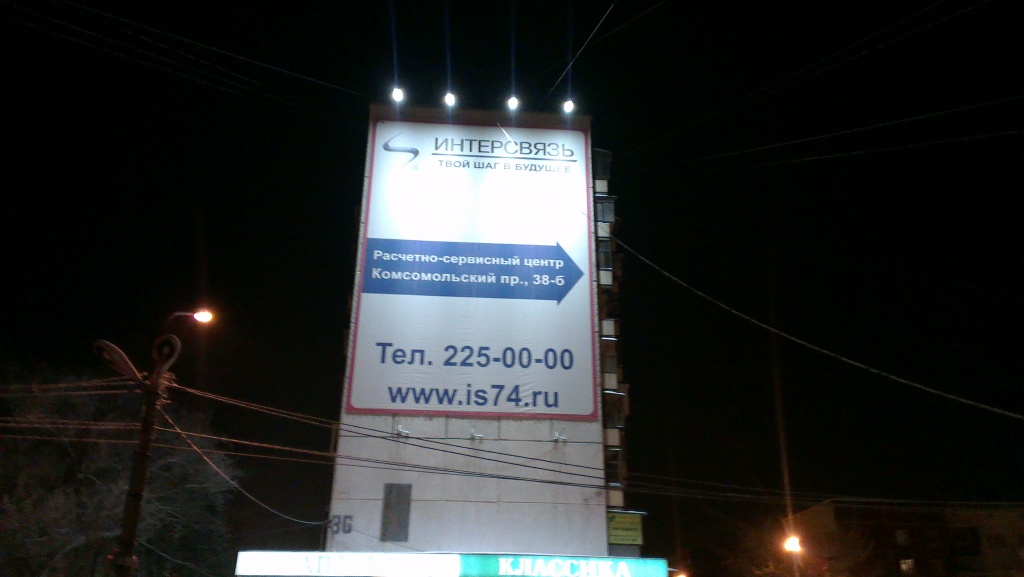 ИНТЕРСВЯЗЬ
ТВОЙ ШАГ В БУДУЩЕЕ
Расчетно-сервисный центр
Комсомольский пр., 38-б
Тел. 225-00-00
www.is74.ru
36
КЛАССИКА